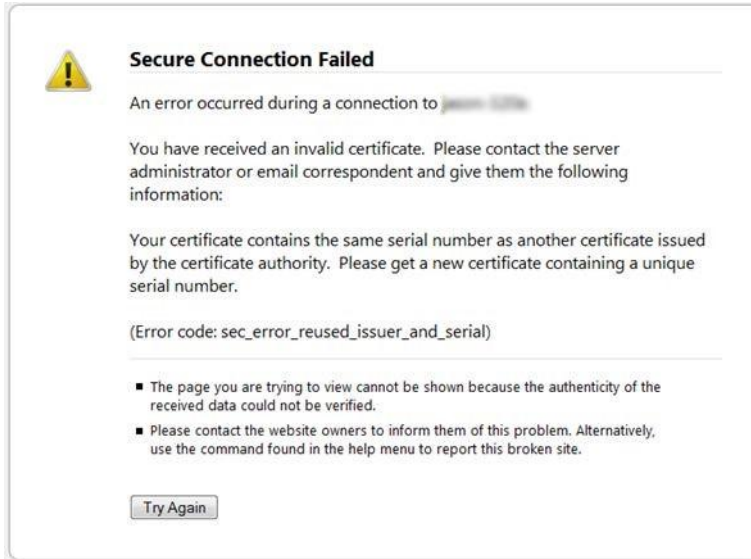 Secure Connection Failed
An error occurred during a connection to
You have received an invalid certificate. Please contact the server
administrator or email correspondent and give them the following
information:
Your certificate contains the same serial number as another certificate issued
by the certificate authority. Please get a new certificate containing a unique
serial number.
(Error code: sec_error_reused_issuer_and_serial)
▪ The page you are trying to view cannot be shown because the authenticity of the
received data could not be verified.
▪ Please contact the website owners to inform them of this problem. Alternatively,
use the command found in the help menu to report this broken site.
Try Again